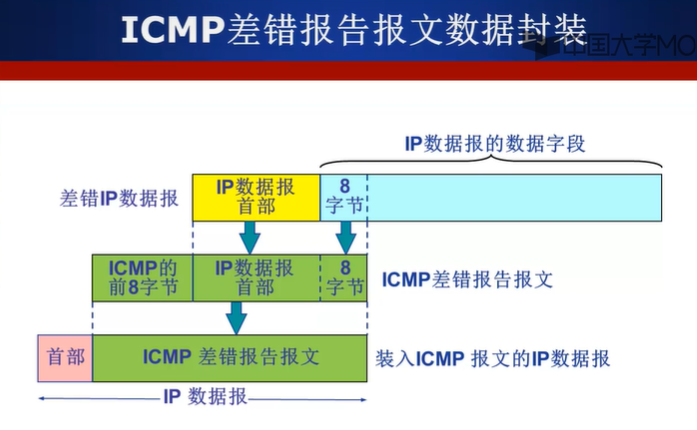 ICMP差错报告报文数据封装
中国大学MO
IP数据报的数据字段
差错IP数据报
IP数据报
首部
8
字节
ICMP的
前8字节
IP数据报
首部
8
字节
ICMP差错报告报文
首部
ICMP 差错报告报文
装入ICMP 报文的IP数据报
IP 数据报